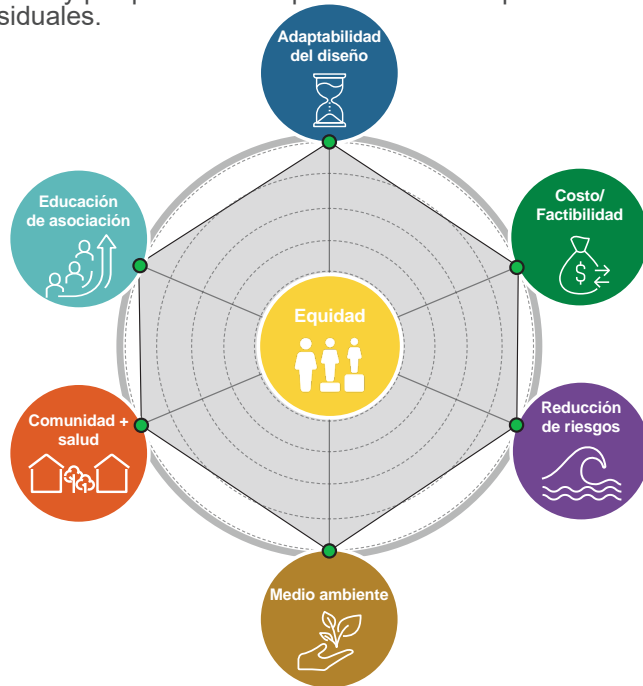 siduales.
Adaptabilidad
del diseño
Educación
de asociación
Costo/
Factibilidad
$
Equidad
Comunidad +
salud
Reducción
de riesgos
Medio ambiente